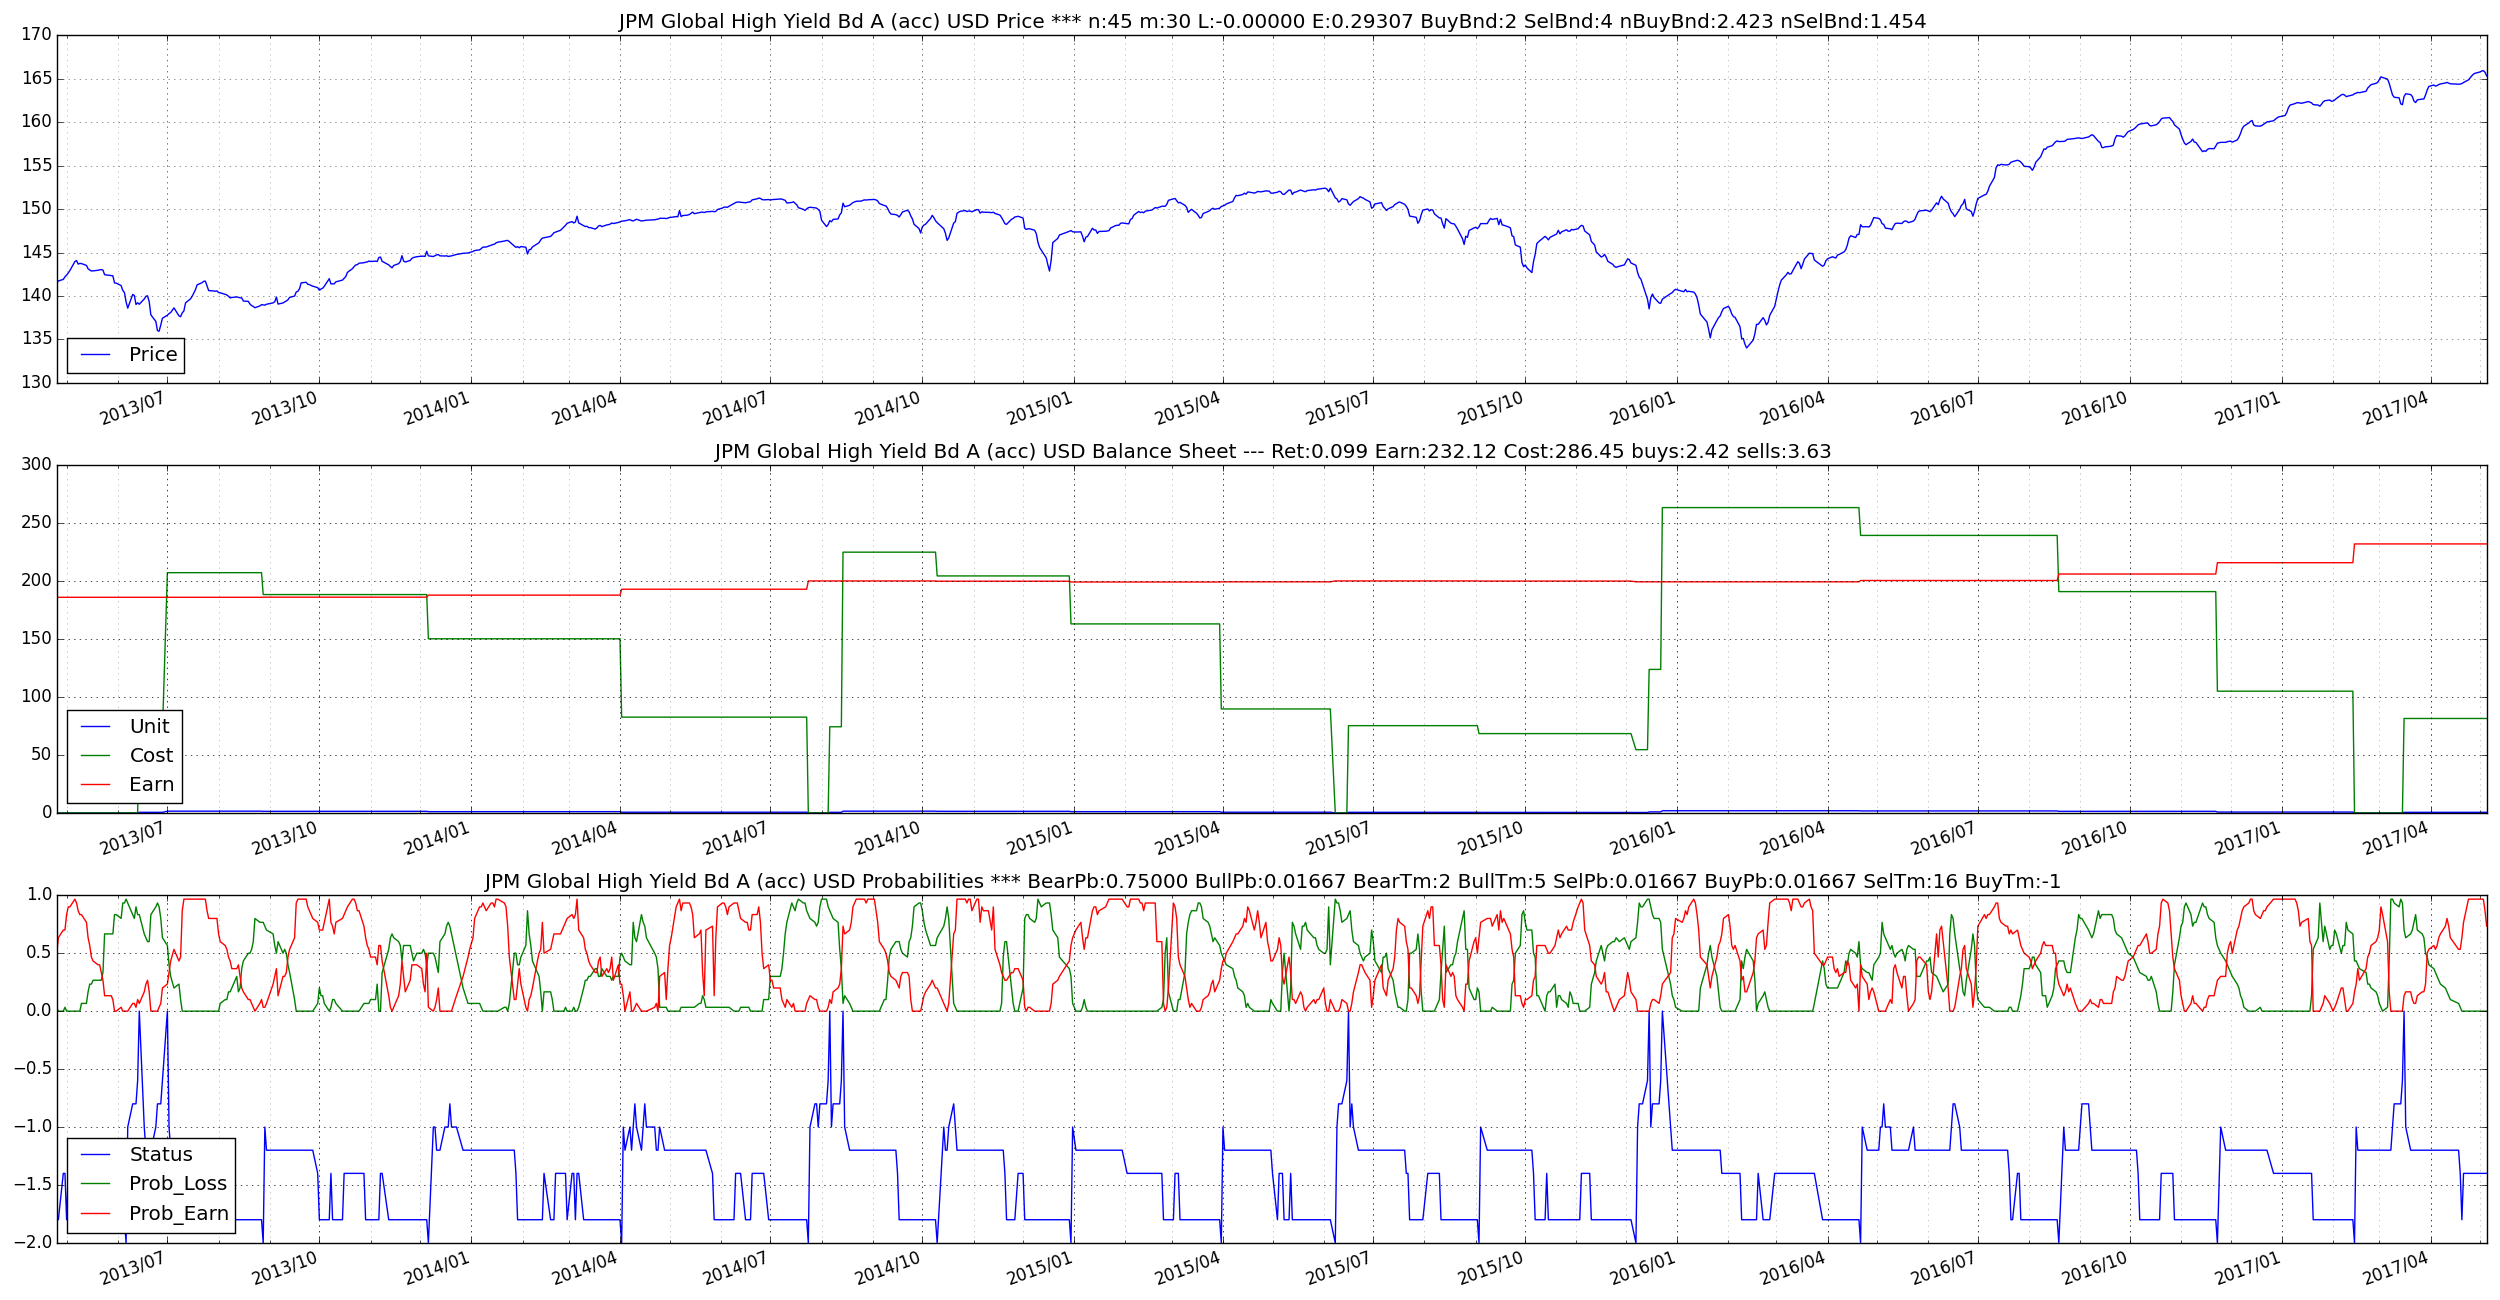 JPM Global High Yield Bd A (acc) USD Price *** n:45 m:30 L:-0.00000 E:0.29307 BuyBnd:2 SelBnd:4 nBuyBnd:2.423 nSelBnd:1.454
170
165
160
155
150
145
140
135
130
Price
2013/07 2013/10 2014/01 2014/04 2014/07 2014/10 2015/01 2015/04 2015/07 2015/10 2016/01 2016/04 2016/07 2016/10 2017/01 2017/04
JPM Global High Yield Bd A (acc) USD Balance Sheet --- Ret:0.099 Earn:232.12 Cost:286.45 buys:2.42 sells:3.63
300
250
200
150
100
50
0
Unit
Cost
Earn
2013/07 2013/10 2014/01 2014/04 2014/07 2014/10 2015/01 2015/04 2015/07 2015/10 2016/01 2016/04 2016/07 2016/10 2017/01 2017/04
JPM Global High Yield Bd A (acc) USD Probabilities *** BearPb:0.75000 BullPb:0.01667 BearTm:2 BullTm:5 SelPb:0.01667 BuyPb:0.01667 SelTm:16 BuyTm:-1
1.0
0.5
0.0
−0.5
−1.0
−1.5
−2.0
Status
Prob_Loss
Prob_Earn
2013/07 2013/10 2014/01 2014/04 2014/07 2014/10 2015/01 2015/04 2015/07 2015/10 2016/01 2016/04 2016/07 2016/10 2017/01 2017/04